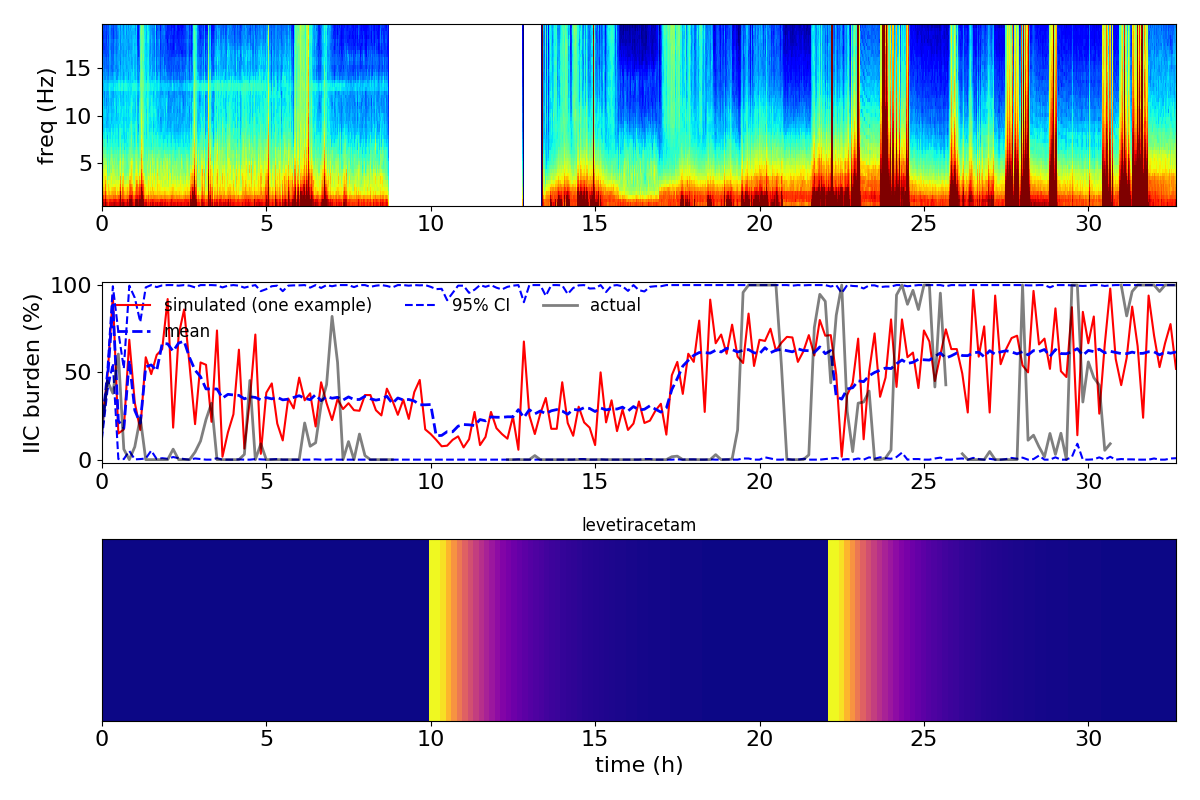 freq (Hz)
15
10
5
0 5 10 15 20 25 30
IIC burden (%)
100
50
0
simulated (one example) 95% CI actual
mean
0 5 10 15 20 25 30
levetiracetam
0 5 10 15 20 25 30
time (h)